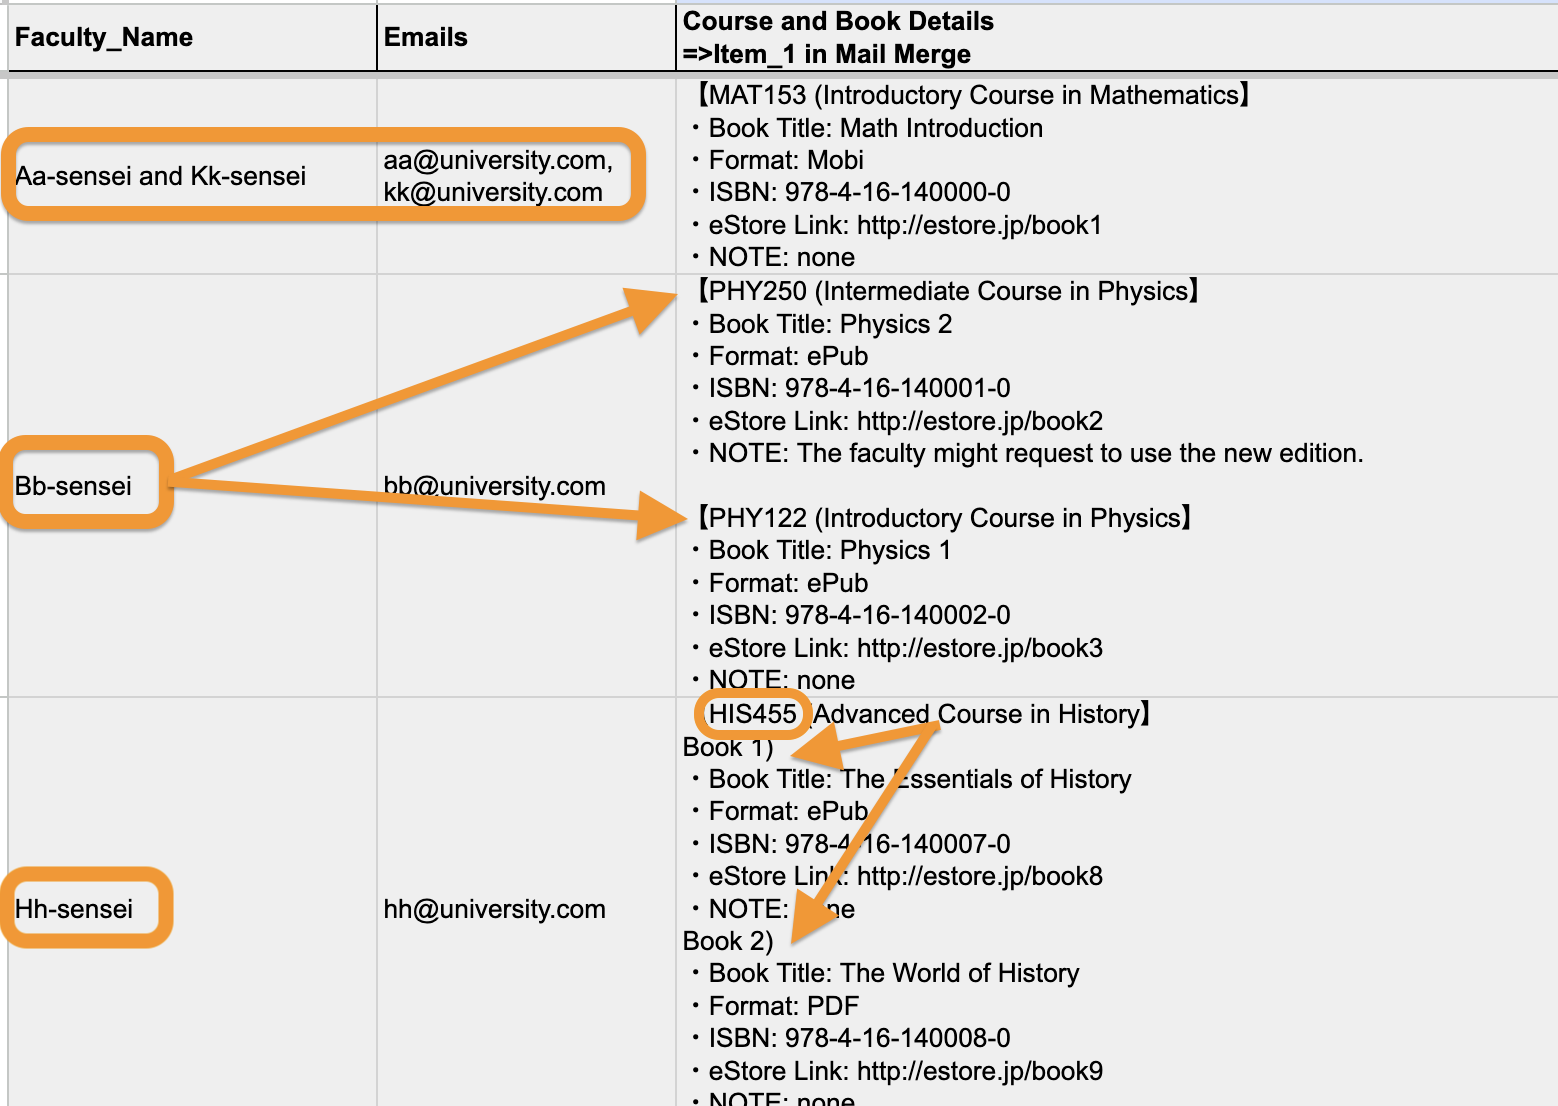 Faculty_Name
Emails
Course and Book Details
=>Item_1 in Mail Merge
Aa-sensei and Kk-sensei
aa@university.com,
kk@university.com
【MAT153 (Introductory Course in Mathematics】
・Book Title: Math Introduction
・Format: Mobi
・ISBN: 978-4-16-140000-0
・eStore Link: http://estore.jp/book1
・NOTE: none
Bb-sensei
bb@university.com
【PHY250 (Intermediate Course in Physics】
・Book Title: Physics 2
・Format: ePub
・ISBN: 978-4-16-140001-0
・eStore Link: http://estore.jp/book2
・NOTE: The faculty might request to use the new edition.
【PHY122 (Introductory Course in Physics】
・Book Title: Physics 1
・Format: ePub
・ISBN: 978-4-16-140002-0
・eStore Link: http://estore.jp/book3
・NOTE: none
Hh-sensei
hh@university.com
【HIS455 (Advanced Course in History】
Book 1)
・Book Title: The Essentials of History
・Format: ePub
・ISBN: 978-4-16-140007-0
・eStore Link: http://estore.jp/book8
・NOTE: none
Book 2)
・Book Title: The World of History
・Format: PDF
・ISBN: 978-4-16-140008-0
・eStore Link: http://estore.jp/book9
・NOTE: none